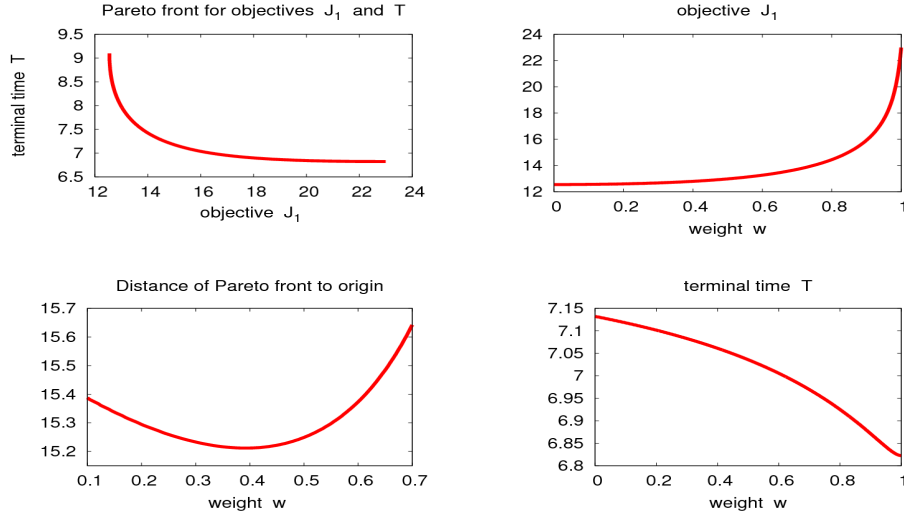 Pareto front for objectives J1 and T
9.5
9
8.5
8
7.5
7
6.5
terminal time T
12 14 16 18 20 22 24
objective J1
objective J1
24
22
20
18
16
14
12
0 0.2 0.4 0.6 0.8 1
weight w
Distance of Pareto front to origin
15.7
15.6
15.5
15.4
15.3
15.2
0.1 0.2 0.3 0.4 0.5 0.6 0.7
weight w
terminal time T
7.15
7.1
7.05
7
6.95
6.9
6.85
6.8
0 0.2 0.4 0.6 0.8 1
weight w